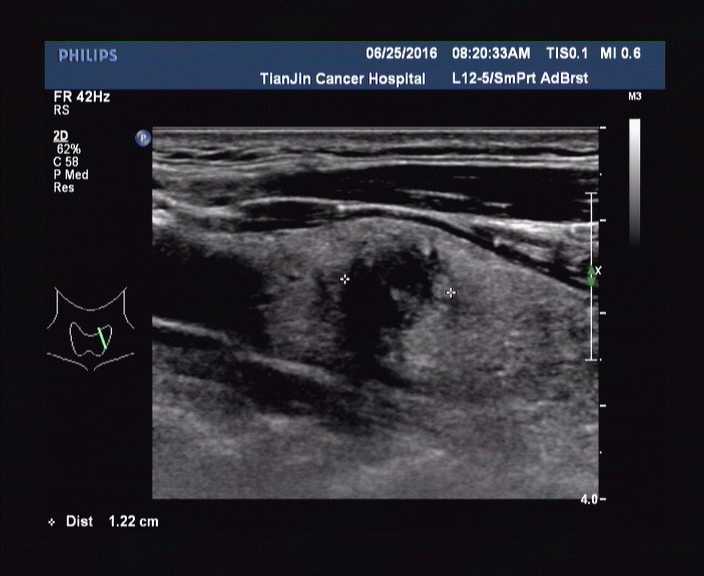 PHILIPS 06/25/2016 08:20:33AM TIS0.1 MI 0.6
TianJin Cancer Hospital L12-5/SmPrt AdBrst
FR 42Hz
RS
M3
2D
62%
C 58
P Med
Res
P
X
4.0
Dist 1.22 cm